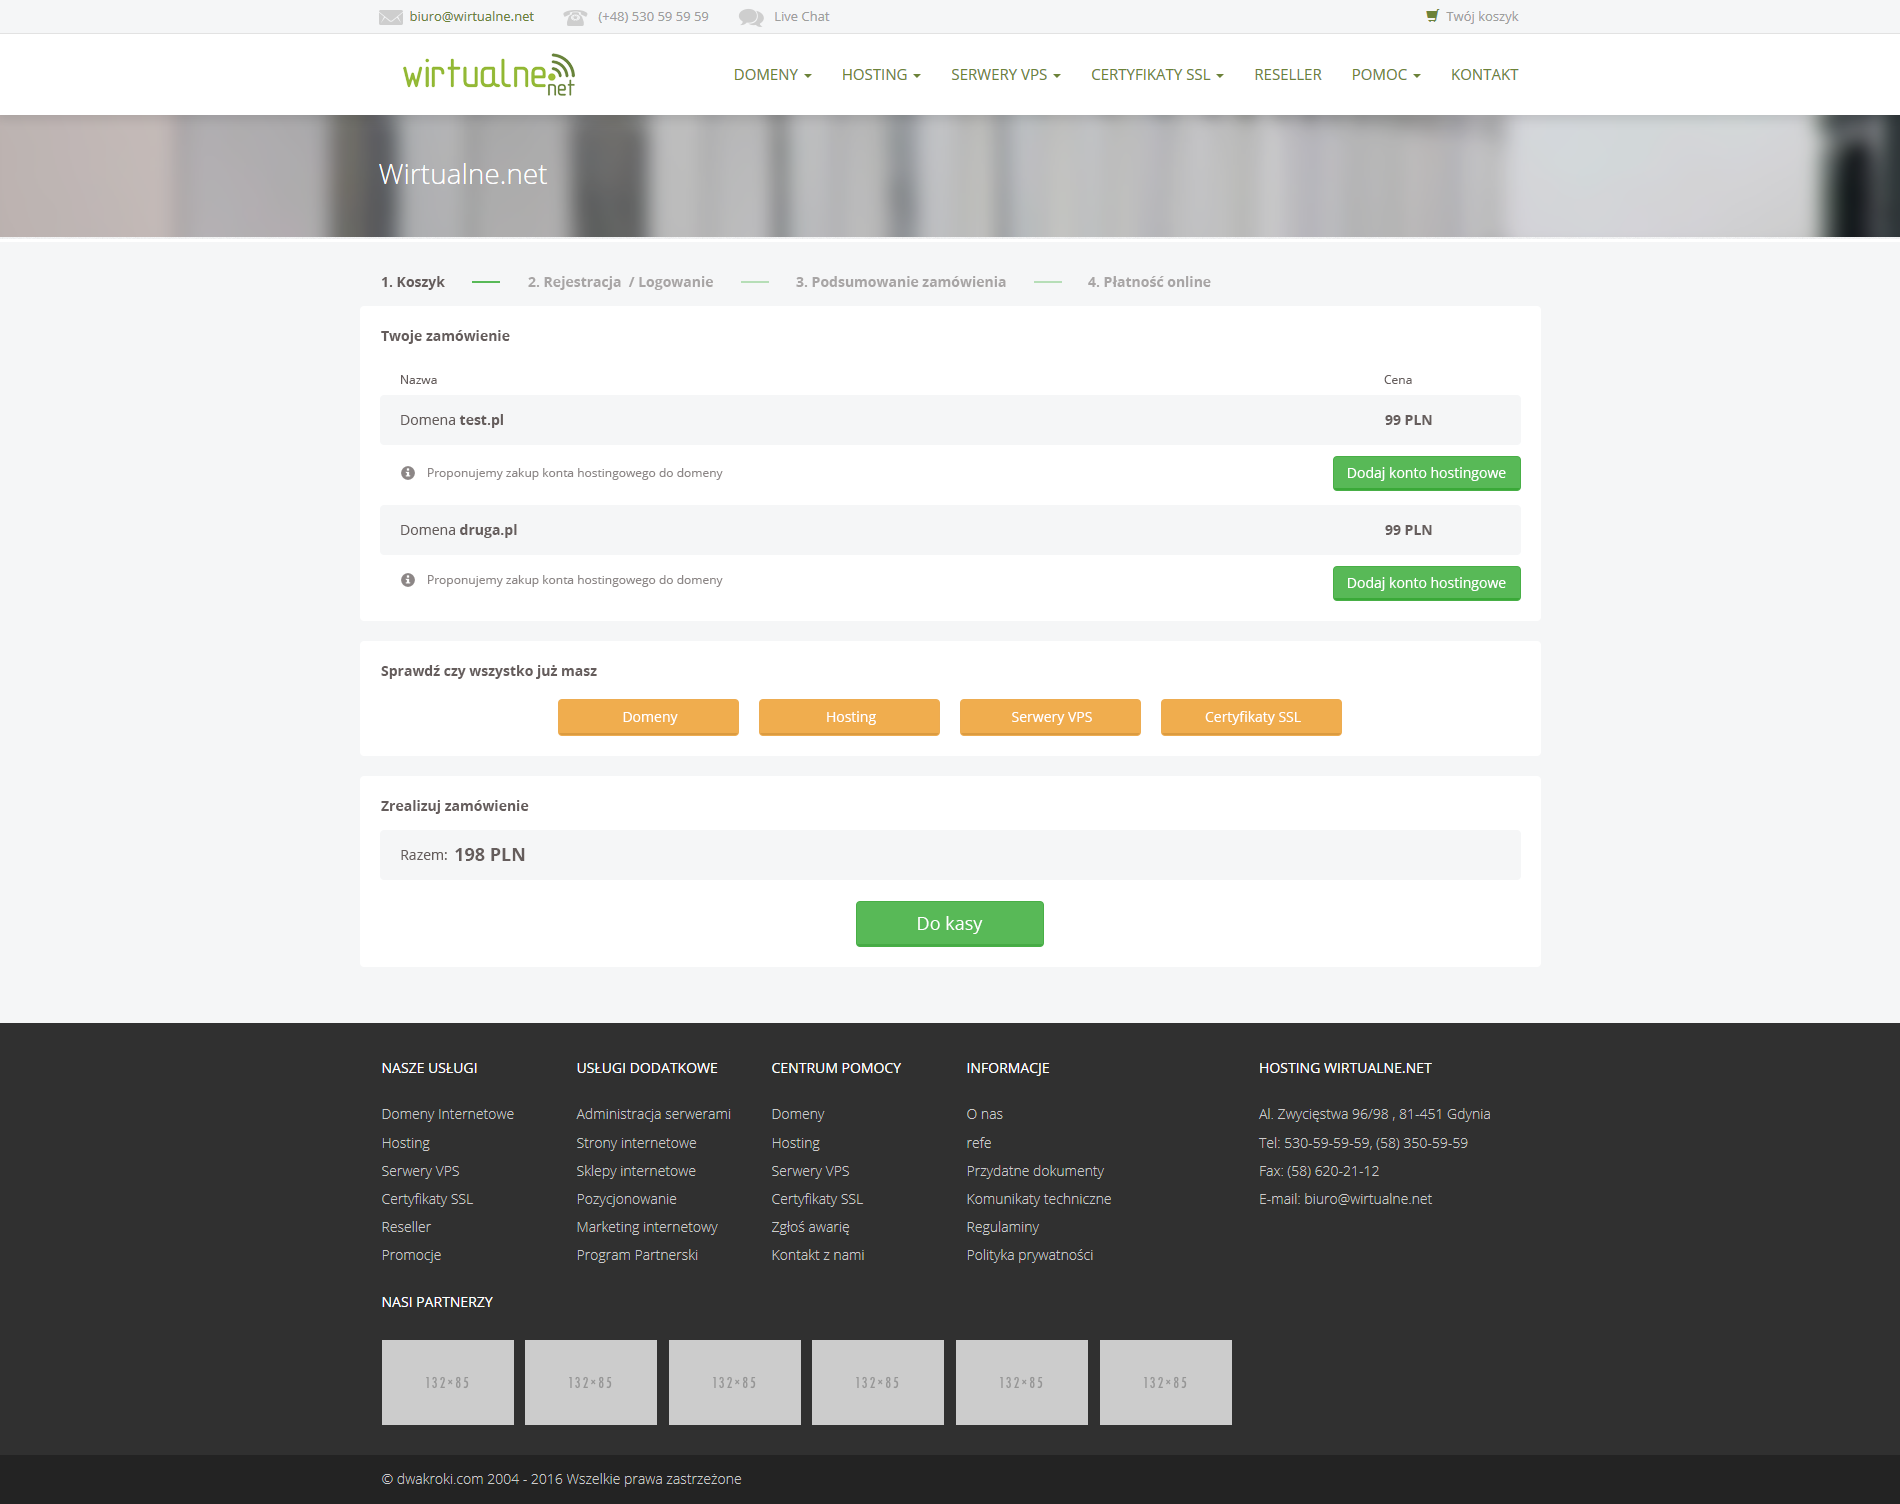 biuro@wirtualne.net (+48) 530 59 59 59 Live Chat Twój koszyk
wirtualne.net
DOMENY HOSTING SERWERY VPS CERTYFIKATY SSL RESELLER POMOC KONTAKT
Wirtualne.net
1. Koszyk 2. Rejestracja / Logowanie 3. Podsumowanie zamówienia 4. Płatność online
Twoje zamówienie
Nazwa Cena
Domena test.pl 99 PLN
Proponujemy zakup konta hostingowego do domeny Dodaj konto hostingowe
Domena druga.pl 99 PLN
Proponujemy zakup konta hostingowego do domeny Dodaj konto hostingowe
Sprawdź czy wszystko już masz
Domeny Hosting Serwery VPS Certyfikaty SSL
Zrealizuj zamówienie
Razem: 198 PLN
Do kasy
NASZE USŁUGI USŁUGI DODATKOWE CENTRUM POMOCY INFORMACJE HOSTING WIRTUALNE.NET
Domeny Internetowe Administracja serwerami Domeny O nas Al. Zwycięstwa 96/98 , 81-451 Gdynia
Hosting Strony internetowe Hosting refe Tel: 530-59-59-59, (58) 350-59-59
Serwery VPS Sklepy internetowe Serwery VPS Przydatne dokumenty Fax: (58) 620-21-12
Certyfikaty SSL Pozycjonowanie Certyfikaty SSL Komunikaty techniczne E-mail: biuro@wirtualne.net
Reseller Marketing internetowy Zgłoś awarię Regulaminy
Promocje Program Partnerski Kontakt z nami Polityka prywatności
NASI PARTNERZY
132×85 132×85 132×85 132×85 132×85 132×85
© dwakroki.com 2004 - 2016 Wszelkie prawa zastrzeżone